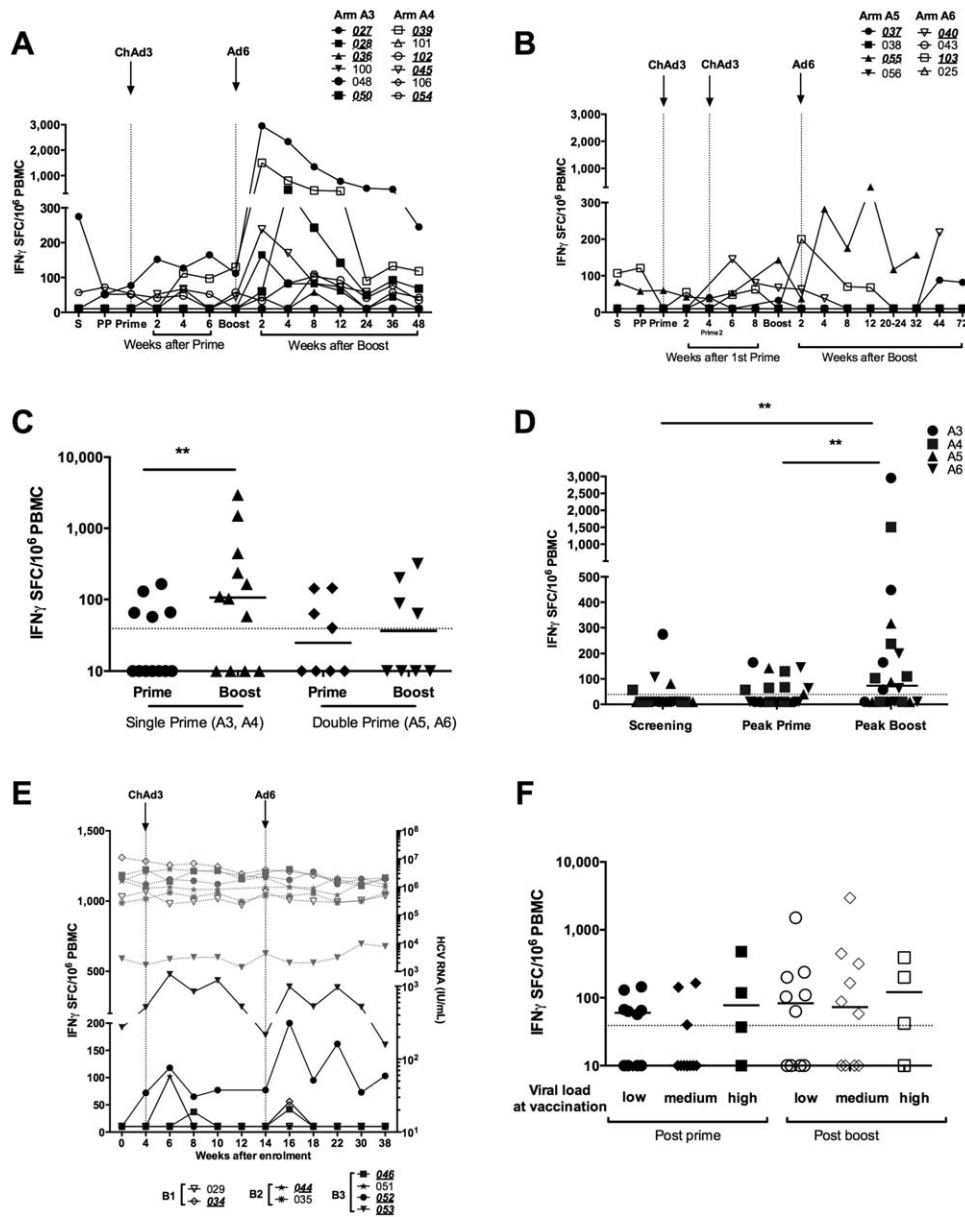 A
ChAd3
Ad6
Arm A3
027
028
036
100
048
050
Arm A4
039
101
102
045
106
054
IFNγ SFC/10⁶ PBMC
3,000
2,000
1,000
300
200
100
0
S PP Prime 2 4 6 Boost 2 4 8 12 24 36 48
Weeks after Prime
Weeks after Boost
B
ChAd3
ChAd3
Ad6
Arm A5
037
038
055
056
Arm A6
040
043
103
025
IFNγ SFC/10⁶ PBMC
3,000
2,000
1,000
300
200
100
0
S PP Prime 2 4 6 8 Boost 2 4 8 12 20-24 32 44 72
Prime2
Weeks after 1st Prime
Weeks after Boost
C
**
IFNγ SFC/10⁶ PBMC
10,000
1,000
100
10
Prime Boost Prime Boost
Single Prime (A3, A4)
Double Prime (A5, A6)
D
**
**
A3
A4
A5
A6
IFNγ SFC/10⁶ PBMC
3,000
2,500
2,000
1,500
1,000
500
400
300
200
100
0
Screening Peak Prime Peak Boost
E
ChAd3
Ad6
IFNγ SFC/10⁶ PBMC
1,500
1,000
500
200
150
100
50
0
HCV RNA (IU/mL)
10⁸
10⁷
10⁶
10⁵
10⁴
10³
10³
10²
10¹
0 4 6 8 10 12 14 16 18 22 30 38
Weeks after enrolment
B1
029
034
B2
044
035
B3
046
051
052
053
F
IFNγ SFC/10⁶ PBMC
10,000
1,000
100
10
Viral load
at vaccination
low medium high low medium high
Post prime
Post boost